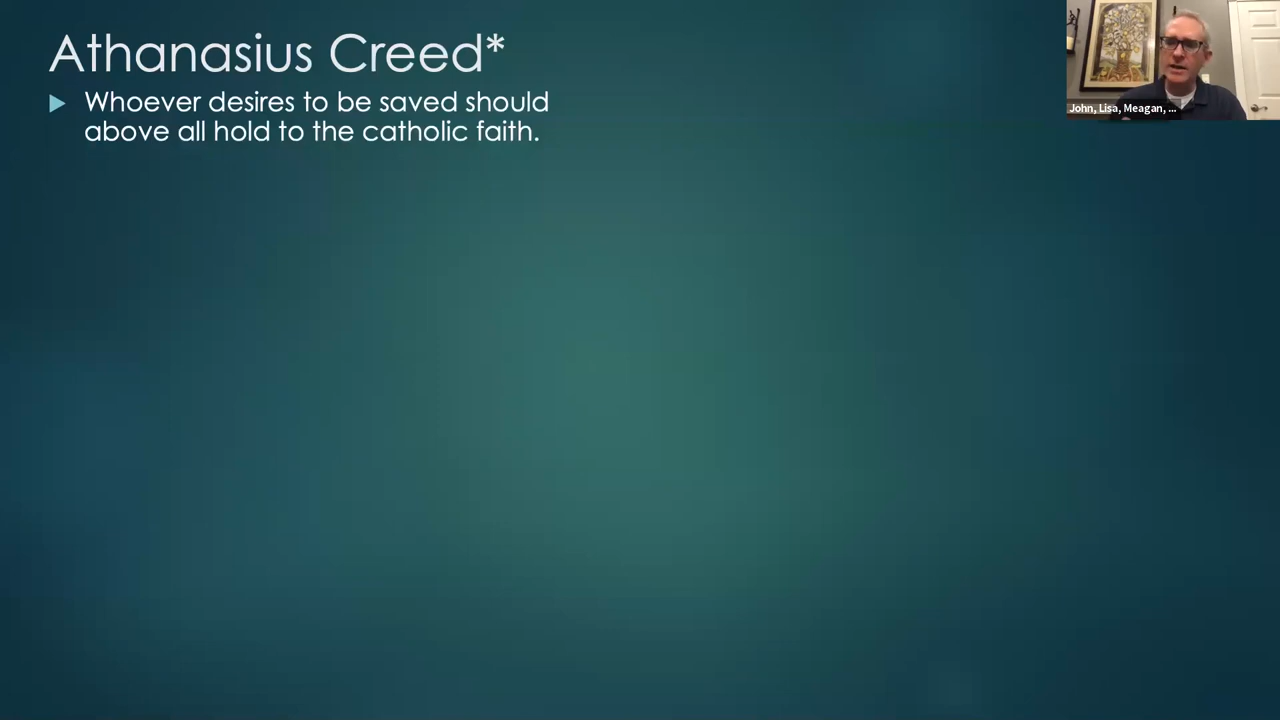 Athanasius Creed*
Whoever desires to be saved should
above all hold to the catholic faith.
John, Lisa, Meagan, ...